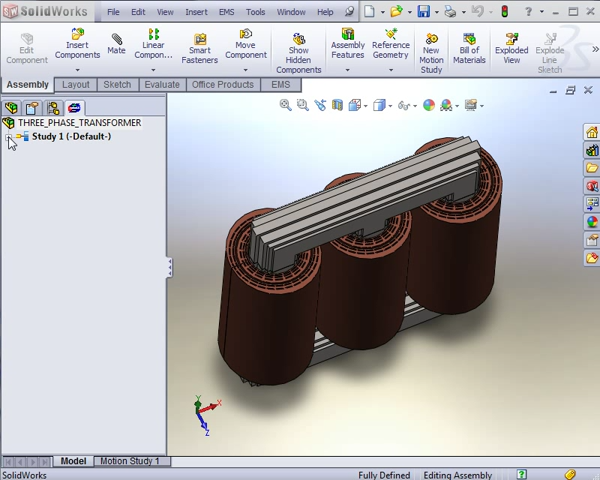 SolidWorks
File Edit View Insert EMS Tools Window Help
Edit Component
Insert Components
Mate
Linear Compon...
Smart Fasteners
Move Component
Show Hidden Components
Assembly Features
Reference Geometry
New Motion Study
Bill of Materials
Exploded View
Explode Line Sketch
Assembly Layout Sketch Evaluate Office Products EMS
THREE_PHASE_TRANSFORMER
Study 1 (-Default-)
Y
X
Z
Model Motion Study 1
SolidWorks Fully Defined Editing Assembly